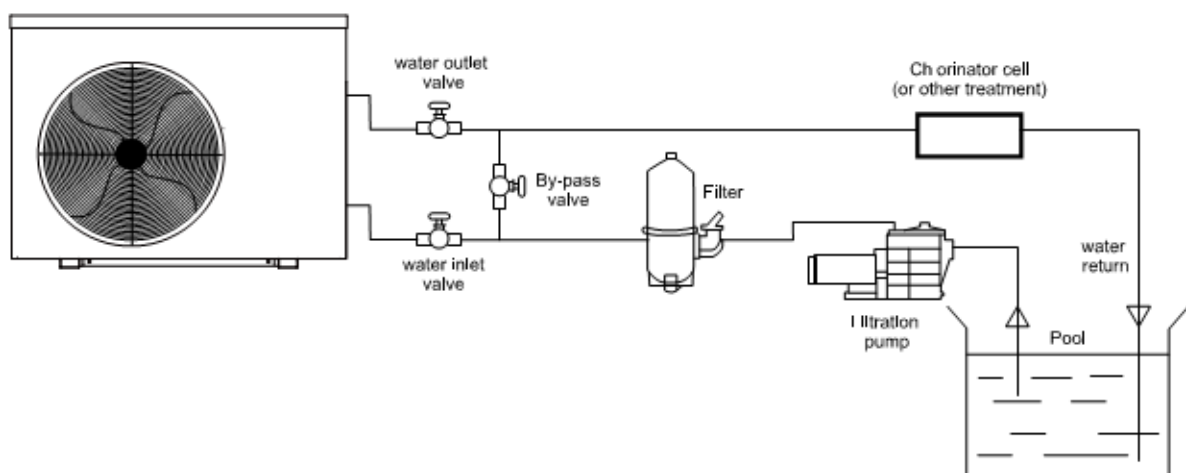 water outlet
valve
Ch orinator cell
(or other treatment)
By-pass
valve
Filter
water inlet
valve
water
return
I iltration
pump
Pool